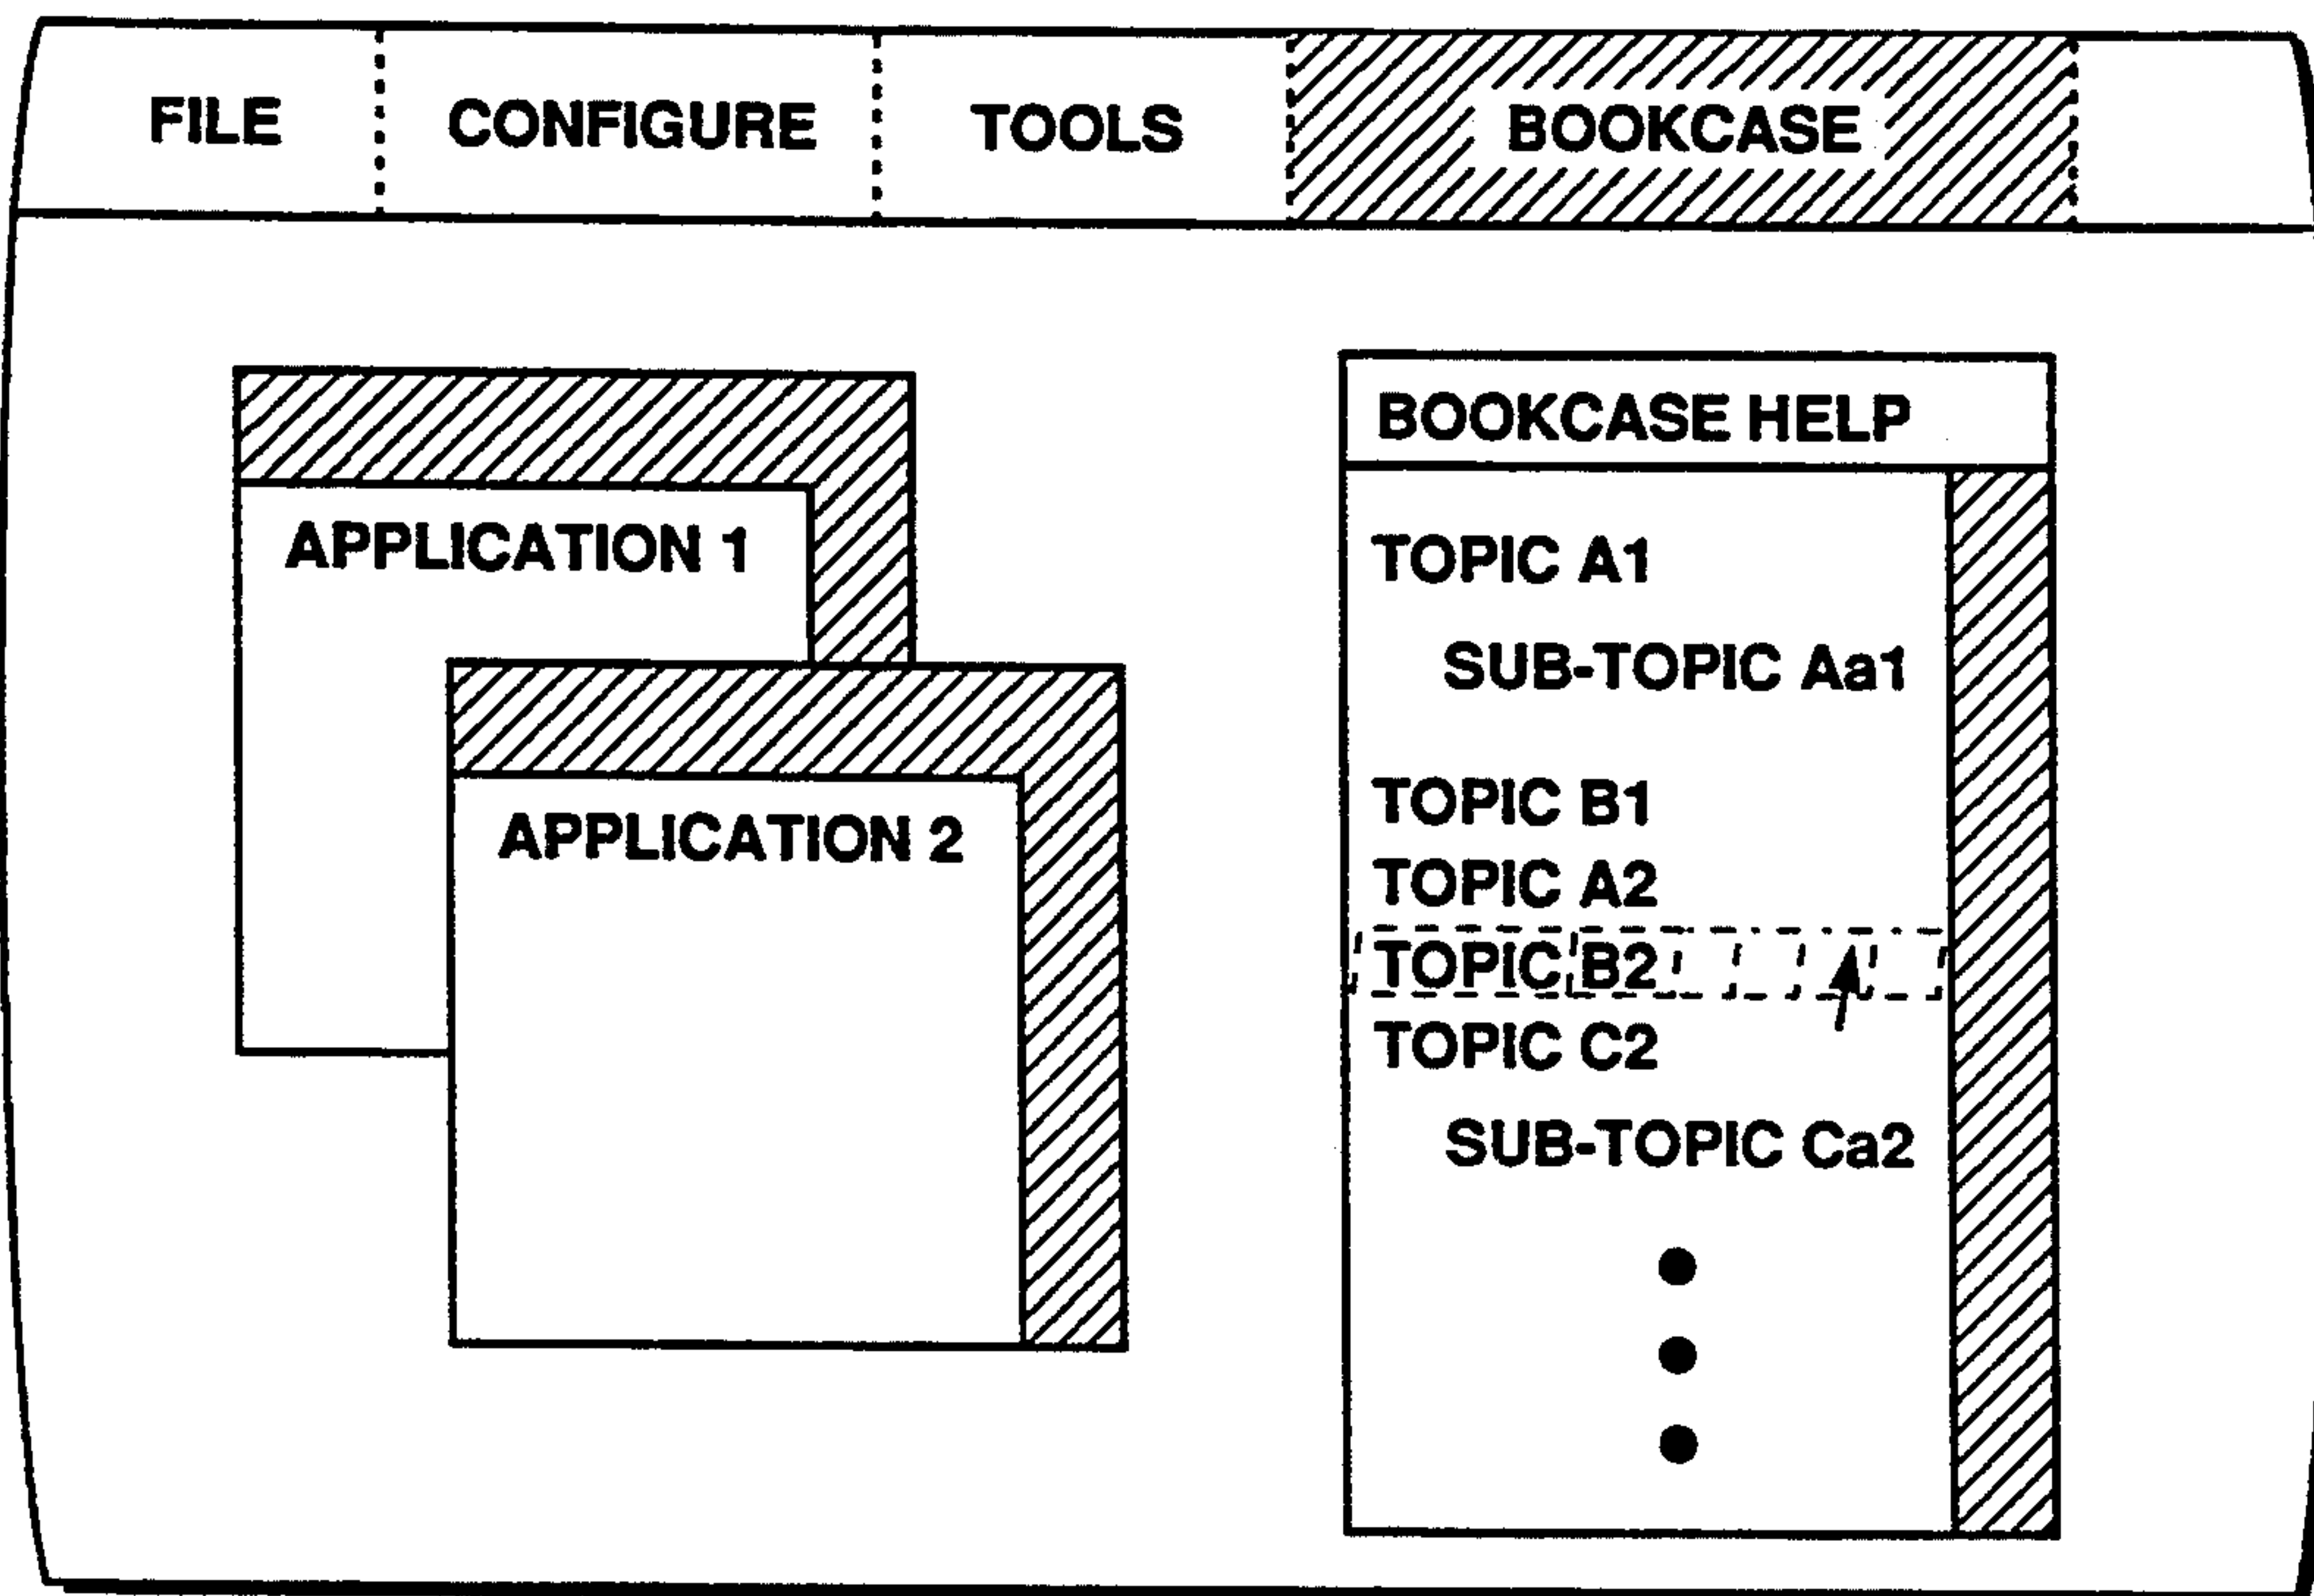 FILE CONFIGURE TOOLS BOOKCASE
APPLICATION 1
APPLICATION 2
BOOKCASE HELP
TOPIC A1
SUB-TOPIC Aa1
TOPIC B1
TOPIC A2
TOPIC B2
TOPIC C2
SUB-TOPIC Ca2